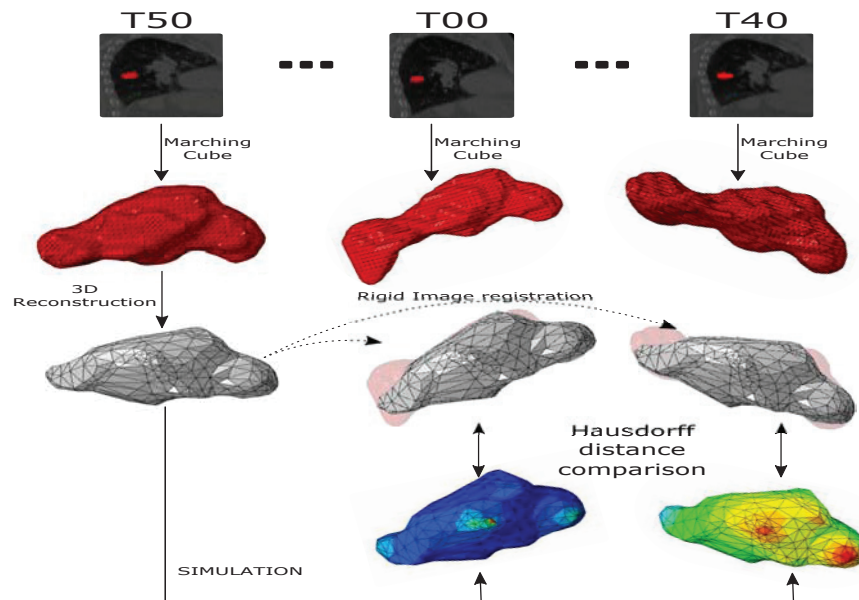 T50
T00
T40
Marching
Cube
Marching
Cube
Marching
Cube
3D
Reconstruction
Rigid Image registration
Hausdorff
distance
comparison
SIMULATION